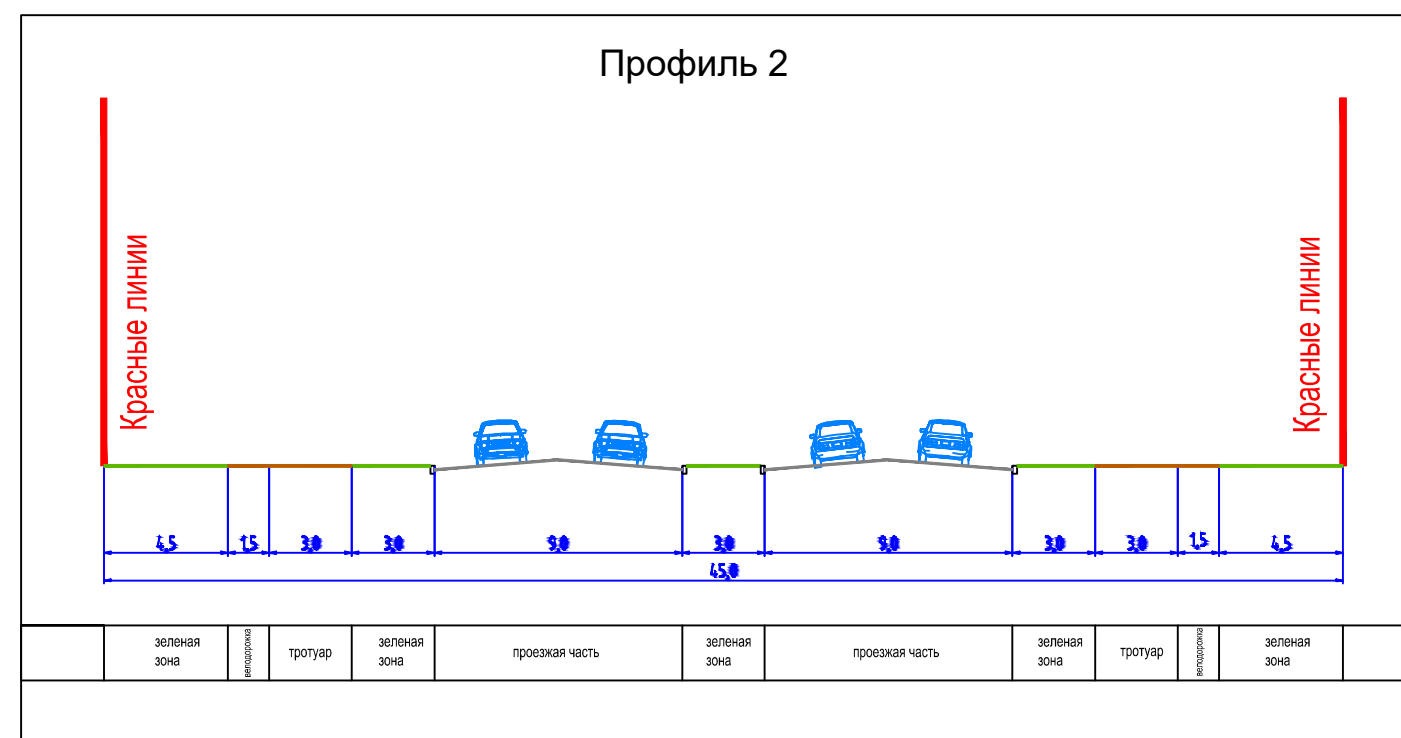 Профиль 2
Красные линии
Красные линии
4,5 1,5 3,0 3,0 9,0 3,0 9,0 3,0 3,0 1,5 4,5
45,0
зеленая
зона
велодорожка
тротуар
зеленая
зона
проезжая часть
зеленая
зона
проезжая часть
зеленая
зона
тротуар
велодорожка
зеленая
зона